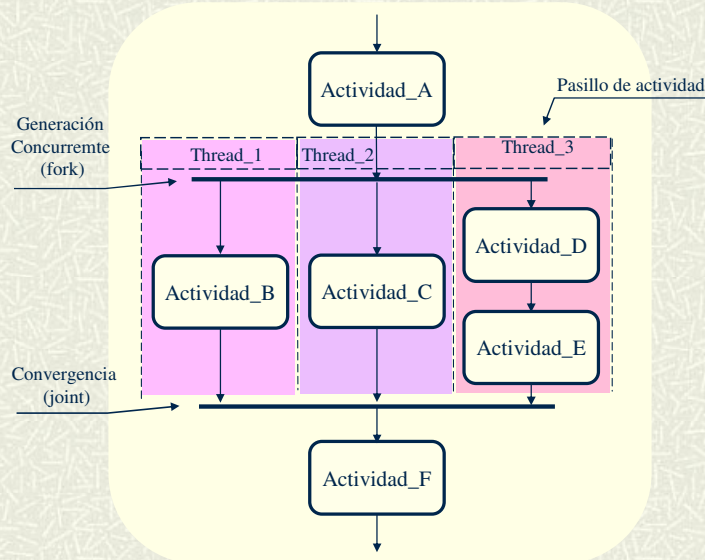 Actividad_A
Pasillo de actividad
Generación
Concurremte
(fork)
Thread_1
Thread_2
Thread_3
Actividad_B
Actividad_C
Actividad_D
Actividad_E
Convergencia
(joint)
Actividad_F